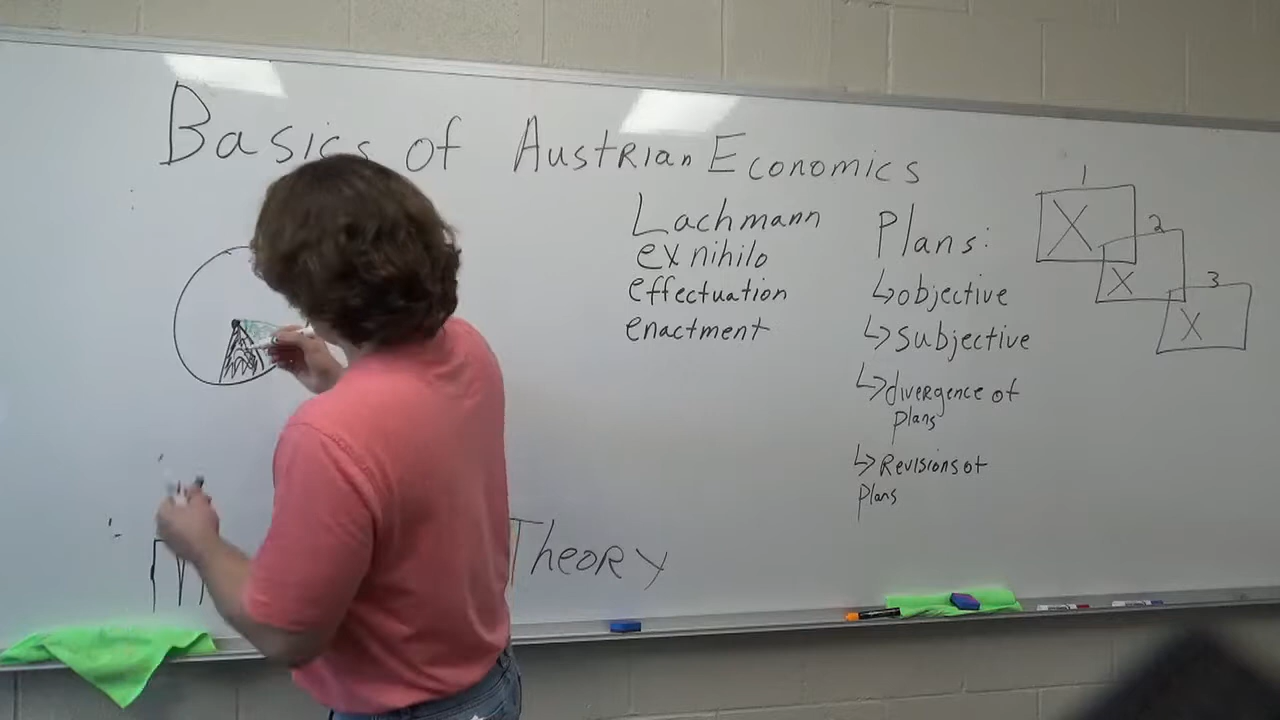 Basics of Austrian Economics
Lachmann
ex nihilo
effectuation
enactment
Plans:
↳objective
↳Subjective
↳divergence of
Plans
↳Revisions of
Plans
1
X
2
X
3
X
Theory